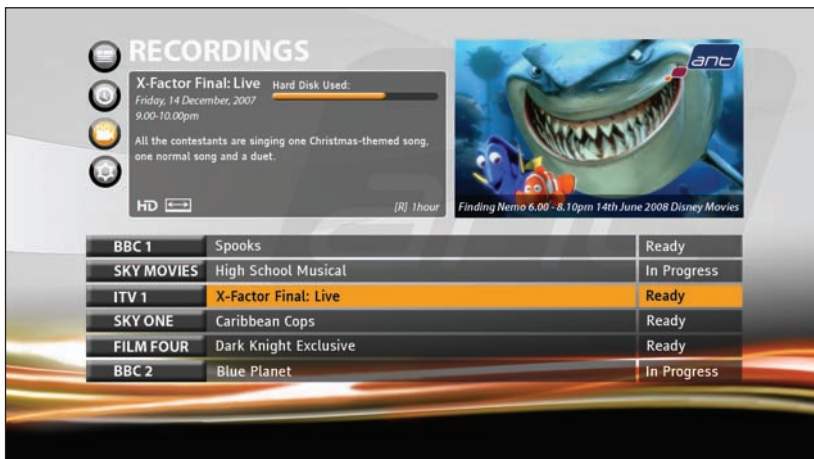 RECORDINGS
X-Factor Final: Live
Hard Disk Used:
Friday, 14 December, 2007
9.00-10.00pm
All the contestants are singing one Christmas-themed song,
one normal song and a duet.
HD
[R] 1hour
ant
Finding Nemo 6.00 - 8.10pm 14th June 2008 Disney Movies
BBC 1 Spooks Ready
SKY MOVIES High School Musical In Progress
ITV 1 X-Factor Final: Live Ready
SKY ONE Caribbean Cops Ready
FILM FOUR Dark Knight Exclusive Ready
BBC 2 Blue Planet In Progress
ant